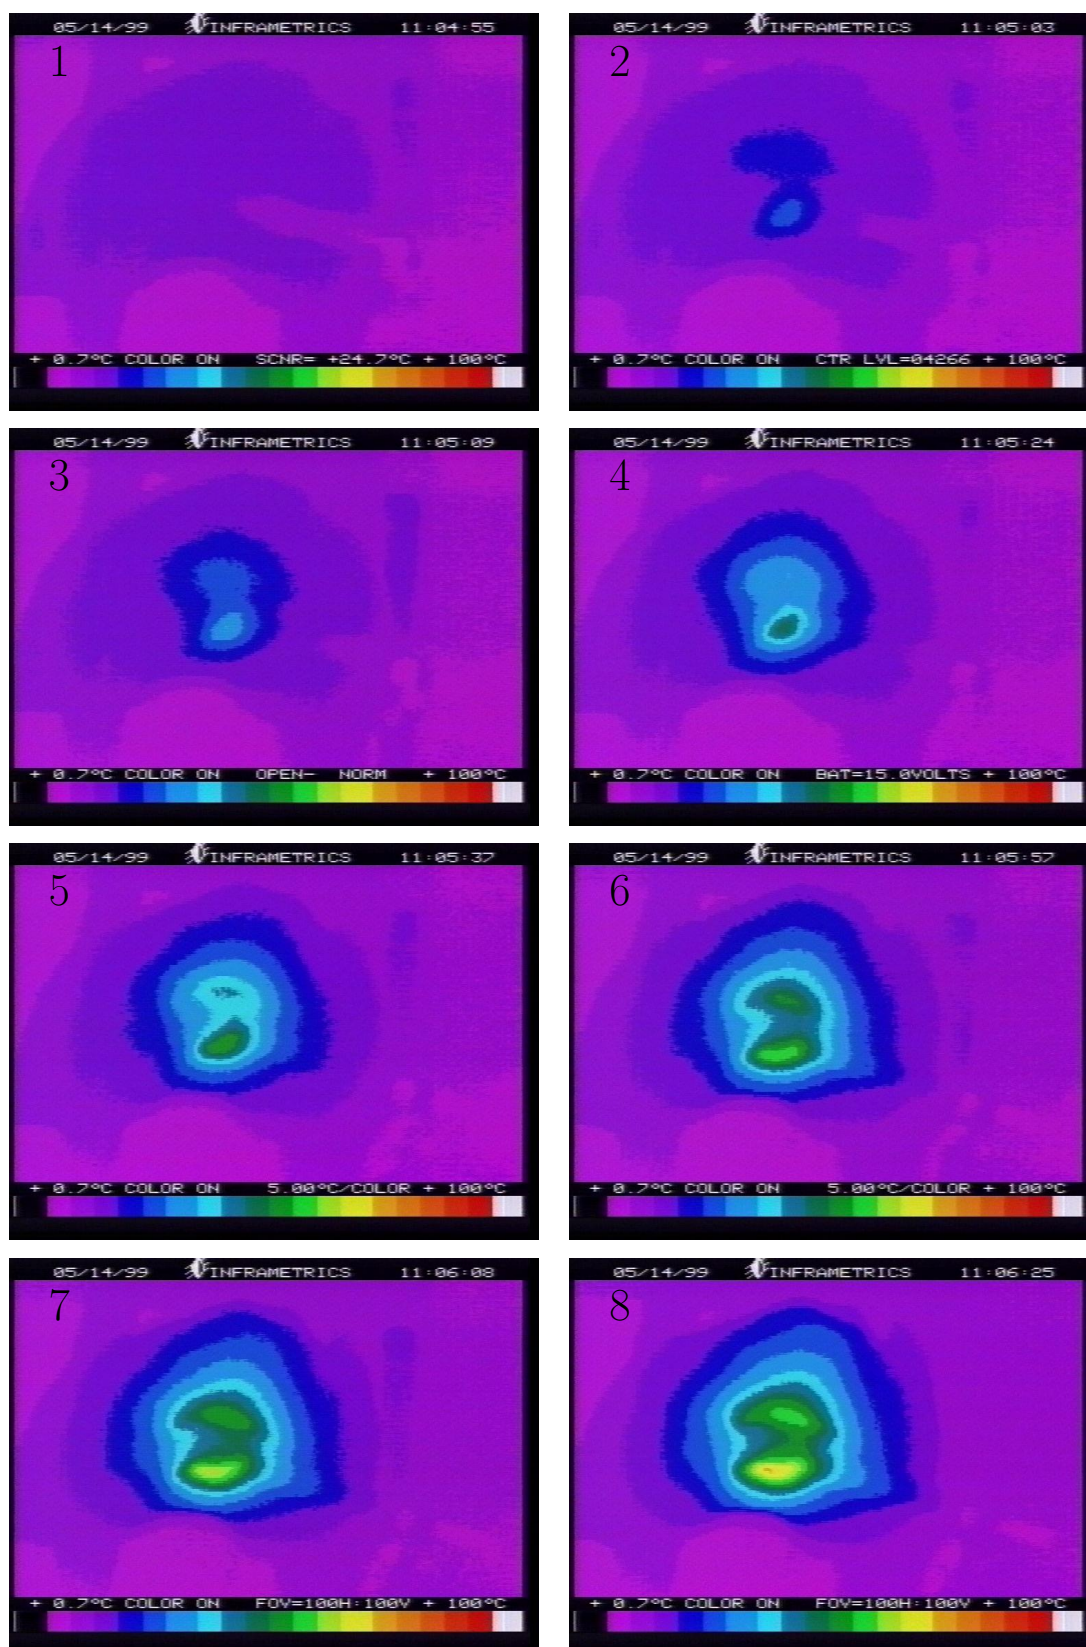 05/14/99 INFRAMETRICS 11:04:55
1
+ 0.7°C COLOR ON SCNR= +24.7°C + 100°C
05/14/99 INFRAMETRICS 11:05:03
2
+ 0.7°C COLOR ON CTR LVL=04266 + 100°C
05/14/99 INFRAMETRICS 11:05:09
3
+ 0.7°C COLOR ON OPEN- NORM + 100°C
05/14/99 INFRAMETRICS 11:05:24
4
+ 0.7°C COLOR ON BAT=15.0VOLTS + 100°C
05/14/99 INFRAMETRICS 11:05:37
5
+ 0.7°C COLOR ON 5.00°C/COLOR + 100°C
05/14/99 INFRAMETRICS 11:05:57
6
+ 0.7°C COLOR ON 5.00°C/COLOR + 100°C
05/14/99 INFRAMETRICS 11:06:08
7
+ 0.7°C COLOR ON FOV=100H:100V + 100°C
05/14/99 INFRAMETRICS 11:06:25
8
+ 0.7°C COLOR ON FOV=100H:100V + 100°C